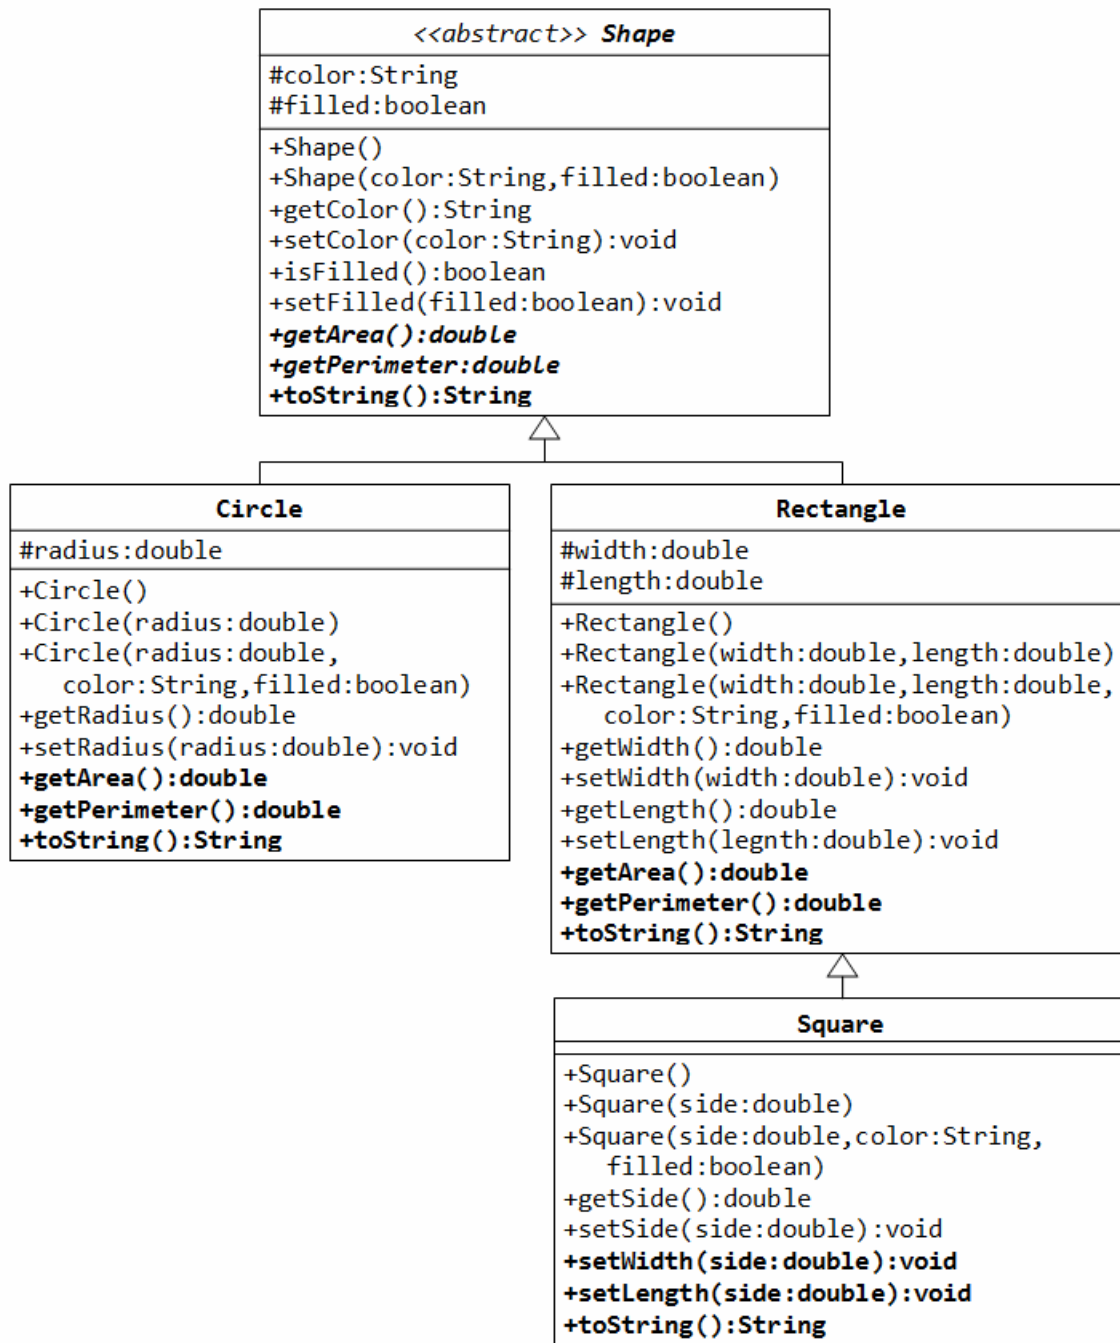 <<abstract>> Shape
#color:String
#filled:boolean
+Shape()
+Shape(color:String,filled:boolean)
+getColor():String
+setColor(color:String):void
+isFilled():boolean
+setFilled(filled:boolean):void
+getArea():double
+getPerimeter:double
+toString():String
Circle
#radius:double
+Circle()
+Circle(radius:double)
+Circle(radius:double,
color:String,filled:boolean)
+getRadius():double
+setRadius(radius:double):void
+getArea():double
+getPerimeter():double
+toString():String
Rectangle
#width:double
#length:double
+Rectangle()
+Rectangle(width:double,length:double)
+Rectangle(width:double,length:double,
color:String,filled:boolean)
+getWidth():double
+setWidth(width:double):void
+getLength():double
+setLength(legnth:double):void
+getArea():double
+getPerimeter():double
+toString():String
Square
+Square()
+Square(side:double)
+Square(side:double,color:String,
filled:boolean)
+getSide():double
+setSide(side:double):void
+setWidth(side:double):void
+setLength(side:double):void
+toString():String